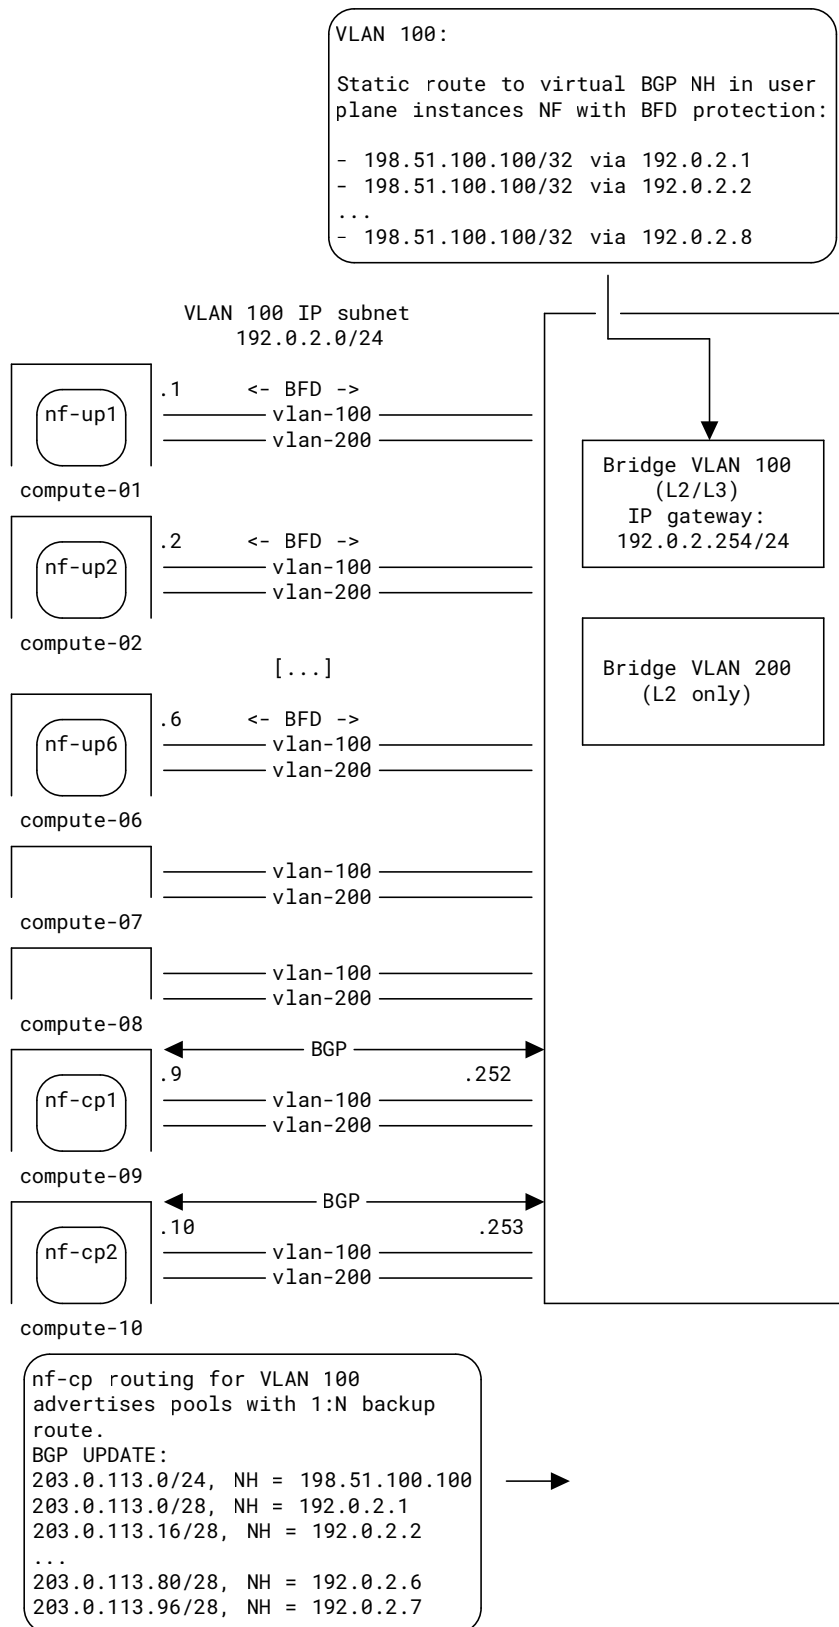 VLAN 100:
Static route to virtual BGP NH in user
plane instances NF with BFD protection:
- 198.51.100.100/32 via 192.0.2.1
- 198.51.100.100/32 via 192.0.2.2
...
- 198.51.100.100/32 via 192.0.2.8
VLAN 100 IP subnet
192.0.2.0/24
.1 <- BFD ->
nf-up1
vlan-100
vlan-200
compute-01
Bridge VLAN 100
(L2/L3)
IP gateway:
192.0.2.254/24
.2 <- BFD ->
nf-up2
vlan-100
vlan-200
compute-02
Bridge VLAN 200
(L2 only)
[...]
.6 <- BFD ->
nf-up6
vlan-100
vlan-200
compute-06
vlan-100
vlan-200
compute-07
vlan-100
vlan-200
compute-08
BGP
.9 .252
nf-cp1
vlan-100
vlan-200
compute-09
BGP
.10 .253
nf-cp2
vlan-100
vlan-200
compute-10
nf-cp routing for VLAN 100
advertises pools with 1:N backup
route.
BGP UPDATE:
203.0.113.0/24, NH = 198.51.100.100
203.0.113.0/28, NH = 192.0.2.1
203.0.113.16/28, NH = 192.0.2.2
...
203.0.113.80/28, NH = 192.0.2.6
203.0.113.96/28, NH = 192.0.2.7